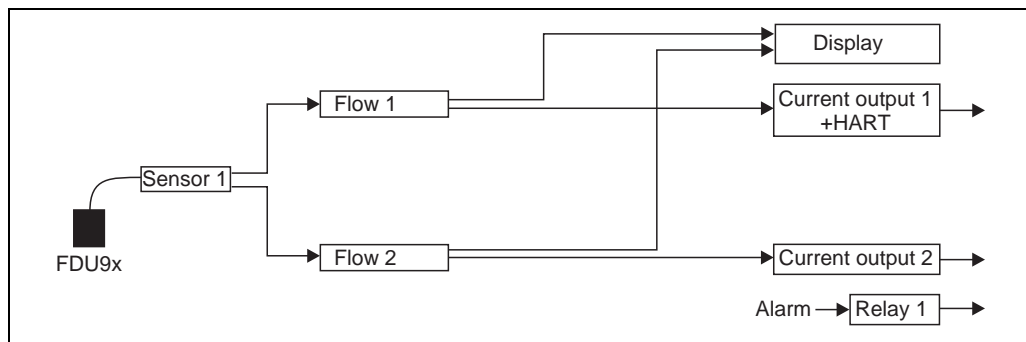 Display
Flow 1
Current output 1
+HART
Sensor 1
FDU9x
Flow 2
Current output 2
Alarm
Relay 1